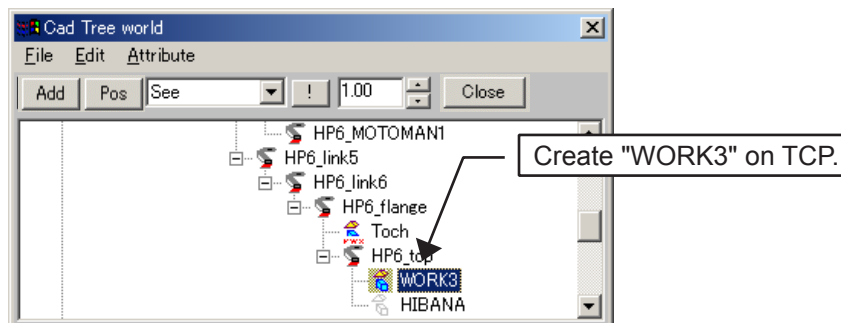 Cad Tree world
File Edit Attribute
Add Pos See ! 1.00 Close
HP6_MOTOMAN1
HP6_link5
HP6_link6
HP6_flange
Toch
HP6_top
WORK3
HIBANA
Create "WORK3" on TCP.